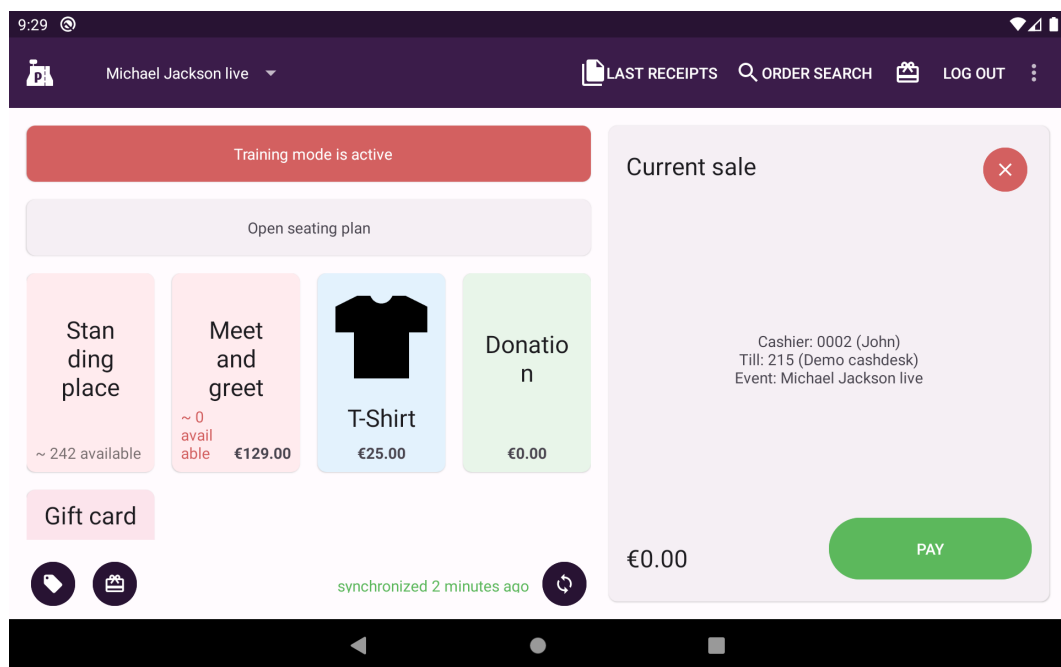 9:29
Michael Jackson live
LAST RECEIPTS
ORDER SEARCH
LOG OUT
Training mode is active
Open seating plan
Stan
ding
place
~ 242 available
Meet
and
greet
~ 0
avail
able
€129.00
T-Shirt
€25.00
Donatio
n
€0.00
Gift card
synchronized 2 minutes ago
Current sale
Cashier: 0002 (John)
Till: 215 (Demo cashdesk)
Event: Michael Jackson live
€0.00
PAY